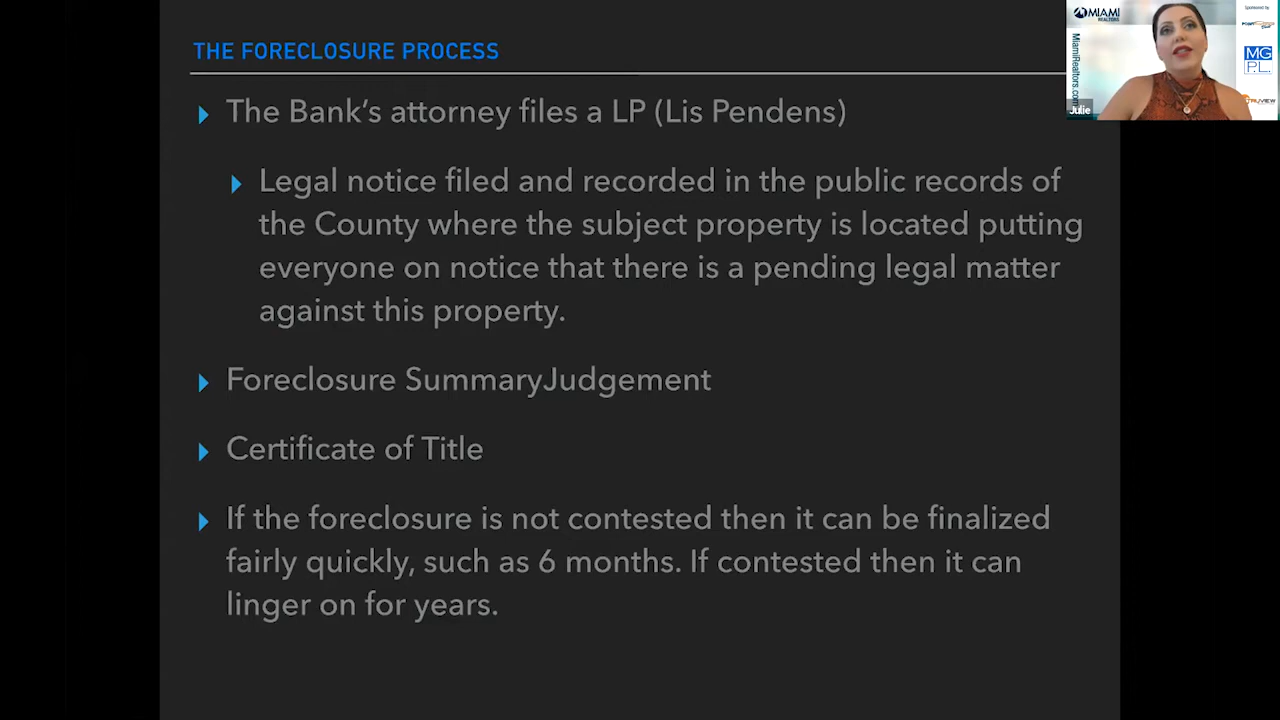 THE FORECLOSURE PROCESS
The Bank's attorney files a LP (Lis Pendens)
Legal notice filed and recorded in the public records of
the County where the subject property is located putting
everyone on notice that there is a pending legal matter
against this property.
Foreclosure SummaryJudgement
Certificate of Title
If the foreclosure is not contested then it can be finalized
fairly quickly, such as 6 months. If contested then it can
linger on for years.
MIAMI
REALTORS
MiamiRealtors.com
Julie
Sponsored by
MG
P.L.